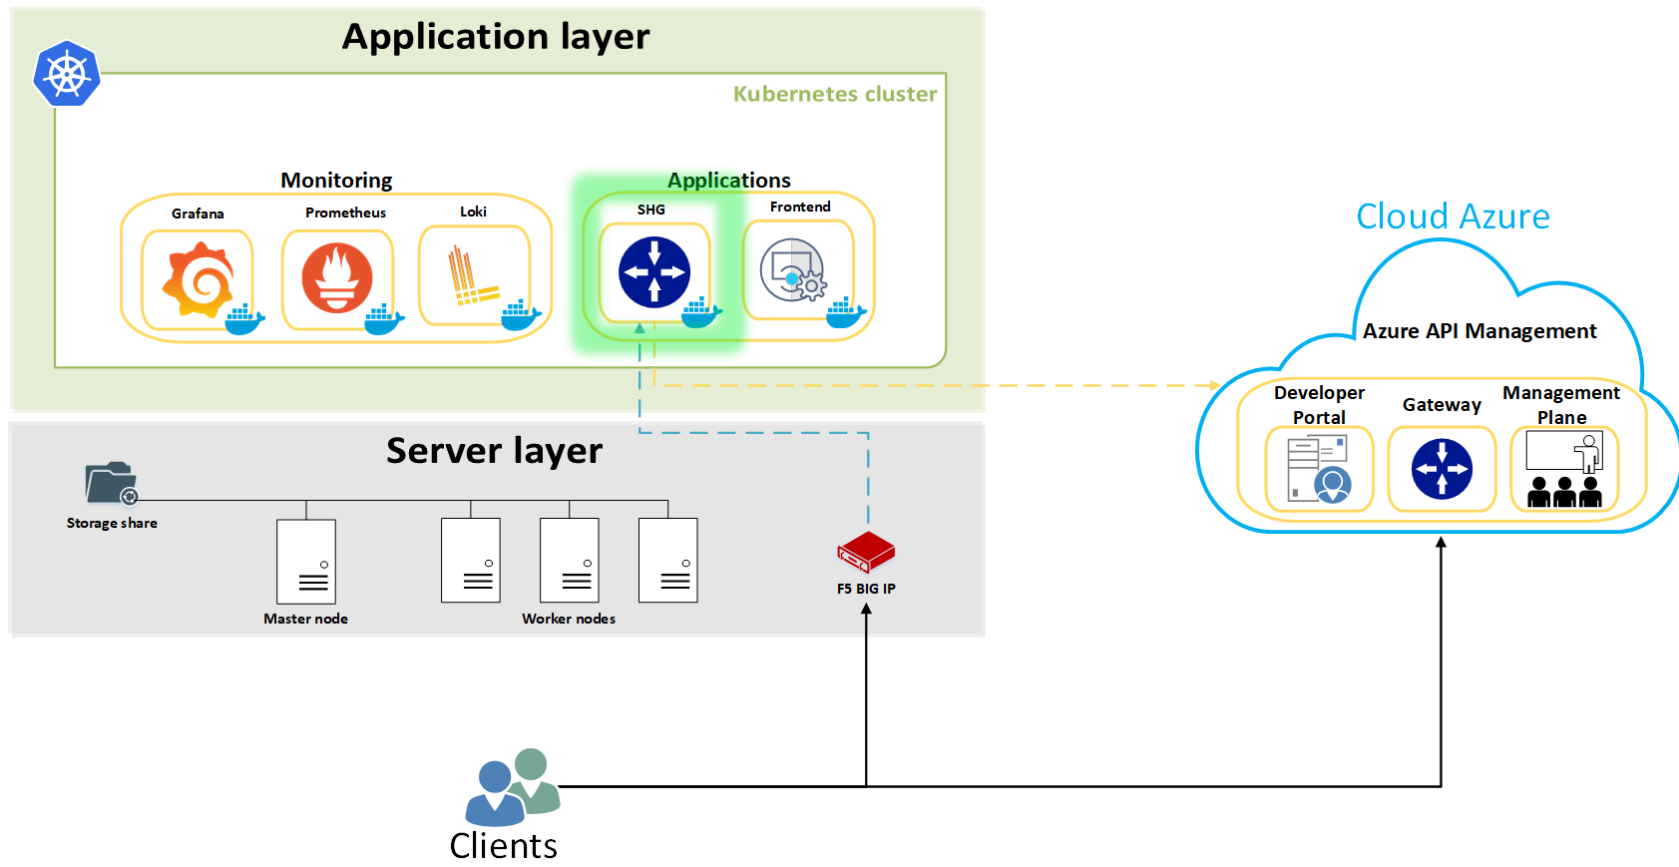 Application layer
Kubernetes cluster
Monitoring
Applications
Grafana
Prometheus
Loki
SHG
Frontend
Cloud Azure
Azure API Management
Developer
Portal
Gateway
Management
Plane
Server layer
Storage share
Master node
Worker nodes
F5 BIG IP
Clients